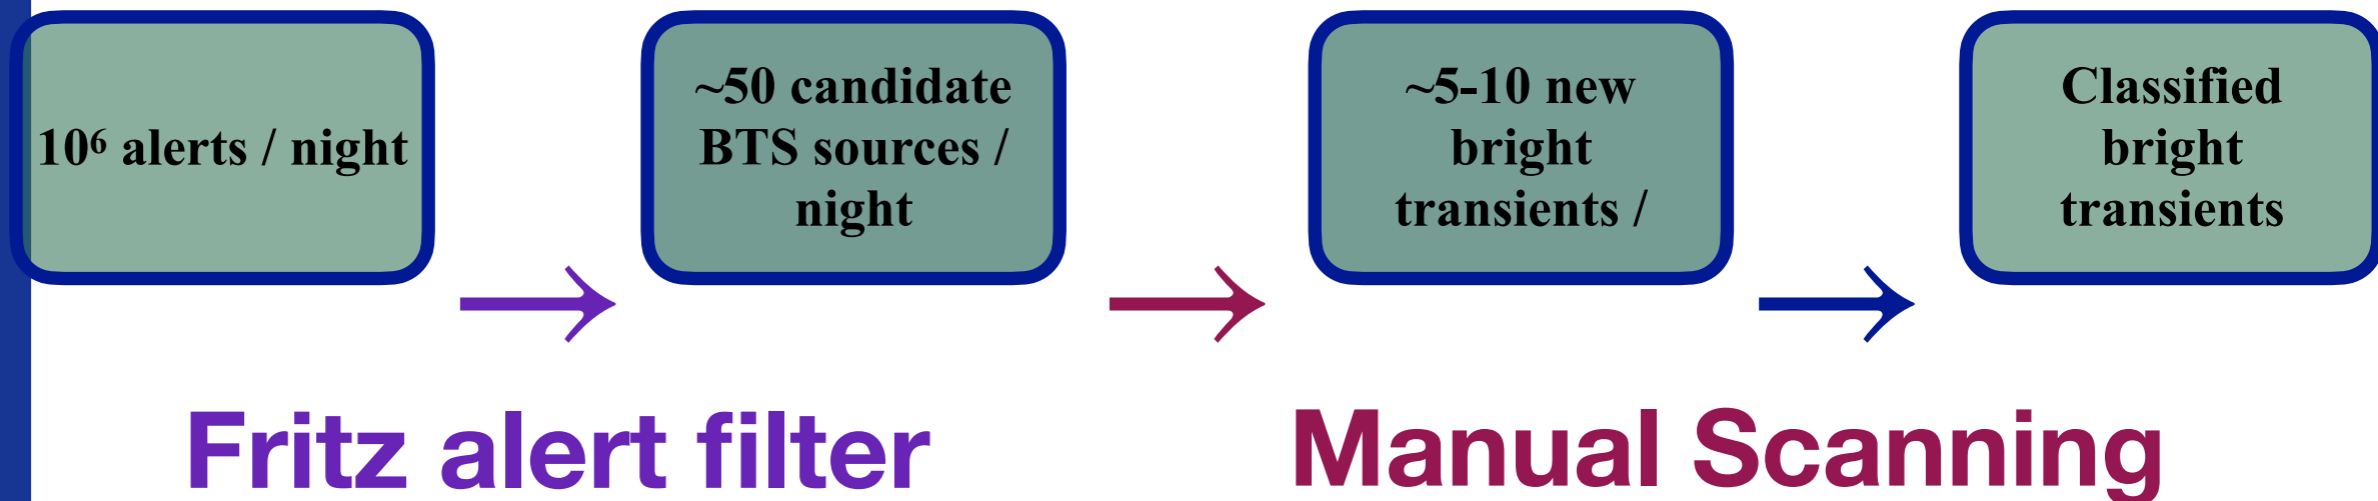 10⁶ alerts / night
~50 candidate
BTS sources /
night
~5-10 new
bright
transients /
Classified
bright
transients
Fritz alert filter
Manual Scanning